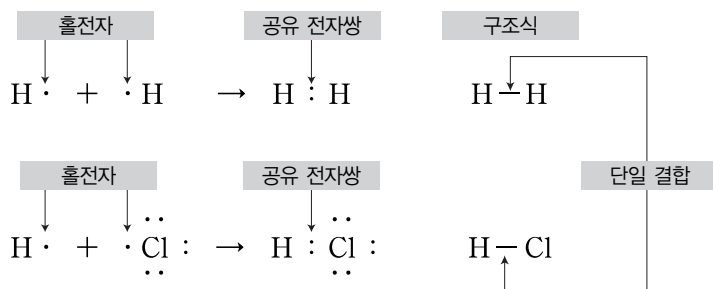 홀전자 공유 전자쌍 구조식
H· + ·H → H : H H－H
홀전자 공유 전자쌍 단일 결합
H· + ·Cl: → H : Cl : H－Cl